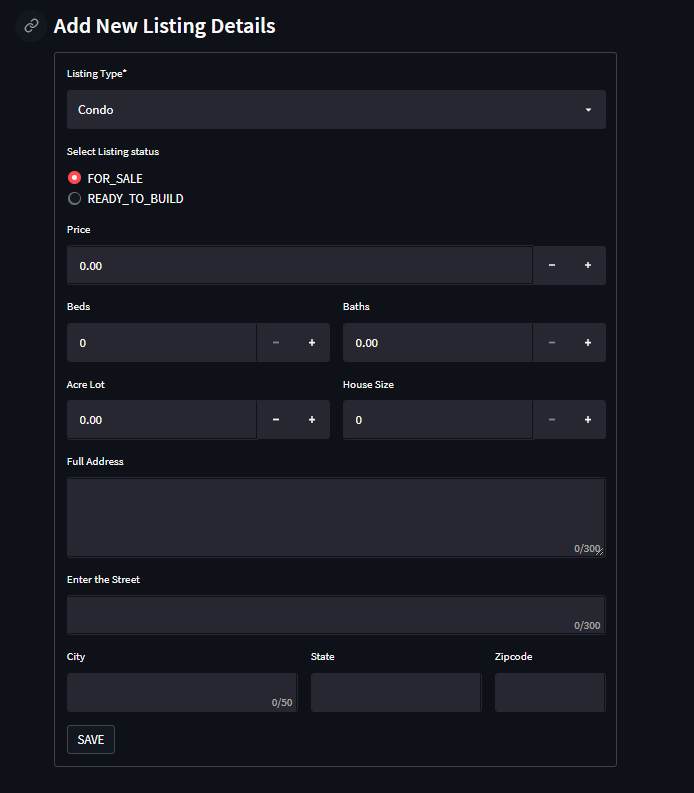 Add New Listing Details
Listing Type*
Condo
Select Listing status
FOR_SALE
READY_TO_BUILD
Price
0.00 − +
Beds Baths
0 − + 0.00 − +
Acre Lot House Size
0.00 − + 0 − +
Full Address
0/300
Enter the Street
0/300
City State Zipcode
0/50
SAVE